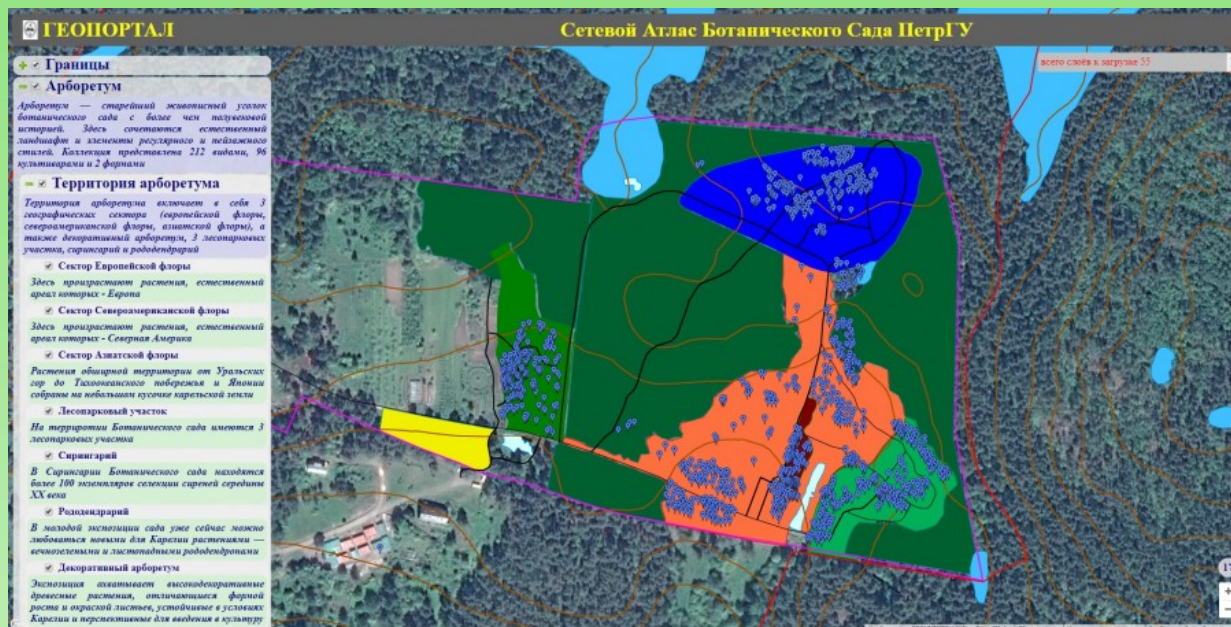 ГЕОПОРТАЛ
Сетевой Атлас Ботанического Сада ПетрГУ
всего слоёв к загрузке 55
Границы
Арборетум
Арборетум — старейший живописный уголок
ботанического сада с более чем полувековой
историей. Здесь сочетаются естественный
ландшафт и элементы регулярного и пейзажного
стилей. Коллекция представлена 212 видами, 96
культиварами и 2 формами
Территория арборетума
Территория арборетума включает в себя 3
географических сектора (европейской флоры,
североамериканской флоры, азиатской флоры), а
также декоративный арборетум, 3 лесопарковых
участка, сирингарий и рододендрарий
Сектор Европейской флоры
Здесь произрастают растения, естественный
ареал которых - Европа
Сектор Североамериканской флоры
Здесь произрастают растения, естественный
ареал которых - Северная Америка
Сектор Азиатской флоры
Растения обширной территории от Уральских
гор до Тихоокеанского побережья и Японии
собраны на небольшом кусочке карельской земли
Лесопарковый участок
На территории Ботанического сада имеются 3
лесопарковых участка
Сирингарий
В Сирингарии Ботанического сада находятся
более 100 экземпляров селекции сиреней середины
XX века
Рододендрарий
В молодой экспозиции сада уже сейчас можно
любоваться новыми для Карелии растениями —
вечнозелеными и листопадными рододендронами
Декоративный арборетум
Экспозиция охватывает высокодекоративные
древесные растения, отличающиеся формой
роста и окраской листьев, устойчивые в условиях
Карелии и перспективные для введения в культуру